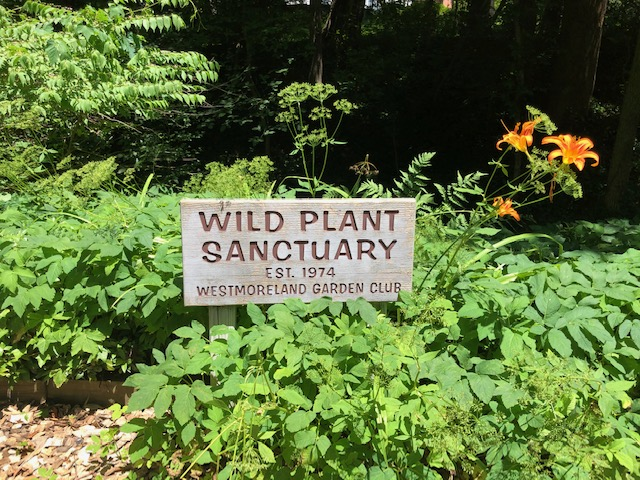 WILD PLANT
SANCTUARY
EST. 1974
WESTMORELAND GARDEN CLUB